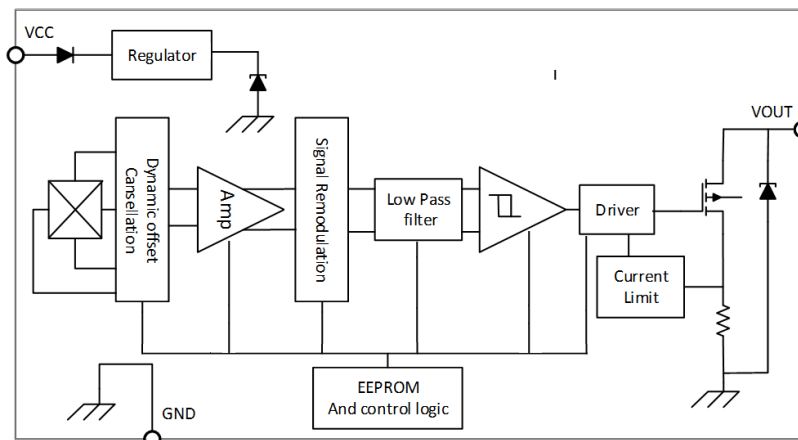 VCC
Regulator
VOUT
Dynamic offset
Cansellation
Amp
Signal Remodulation
Low Pass
filter
Driver
Current
Limit
EEPROM
And control logic
GND